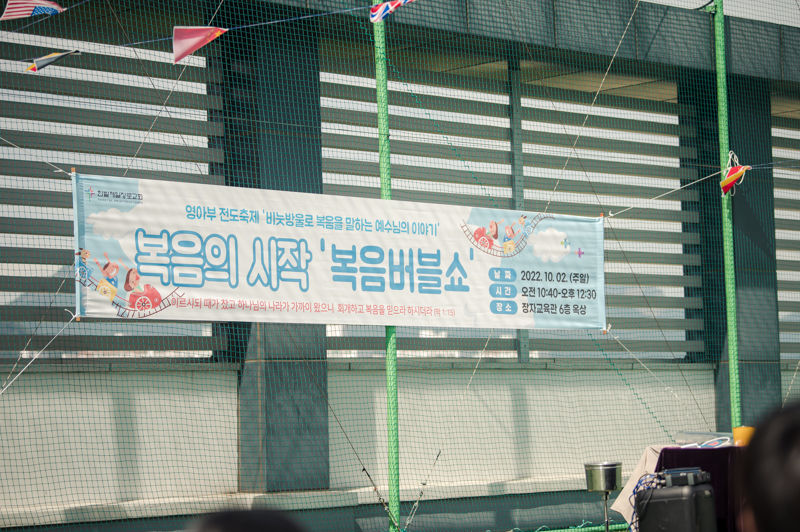 영아부 전도축제 '비눗방울로 복음을 말하는 예수님의 이야기'
복음의 시작 '복음버블쇼'
이르시되 때가 찼고 하나님의 나라가 가까이 왔으니 회개하고 복음을 믿으라 하시더라 (막 1:15)
날짜 2022. 10. 02. (주일)
시간 오전 10:40-오후 12:30
장소 장자교육관 6층 옥상